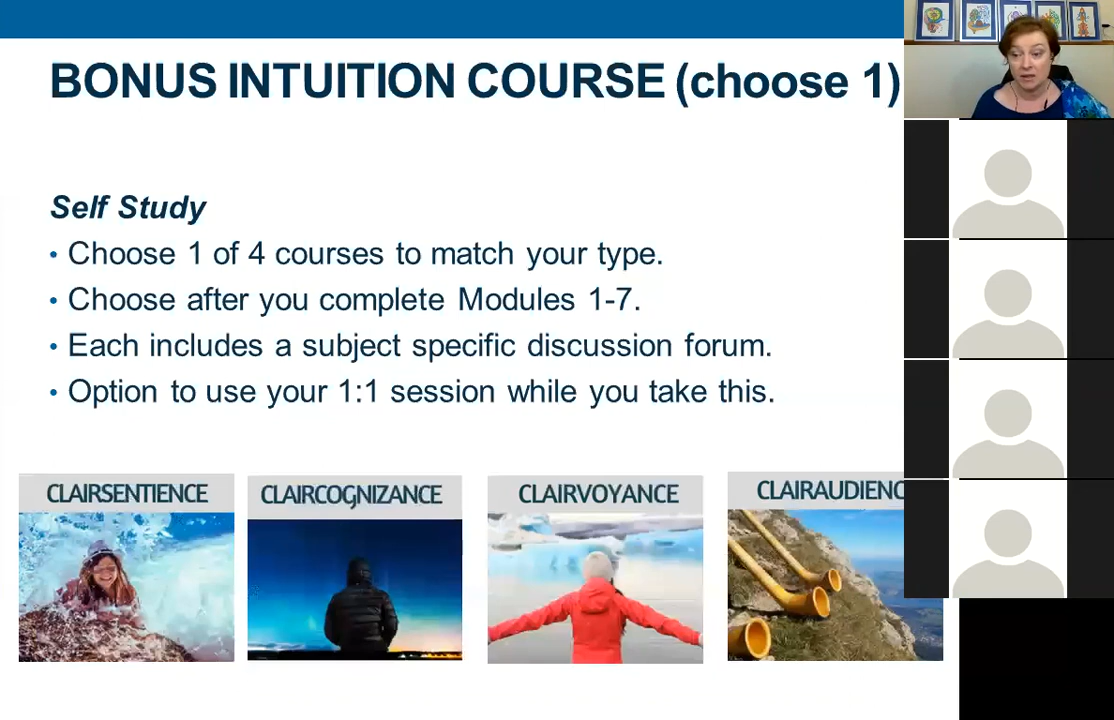 BONUS INTUITION COURSE (choose 1)
Self Study
• Choose 1 of 4 courses to match your type.
• Choose after you complete Modules 1-7.
• Each includes a subject specific discussion forum.
• Option to use your 1:1 session while you take this.
CLAIRSENTIENCE
CLAIRCOGNIZANCE
CLAIRVOYANCE
CLAIRAUDIENC